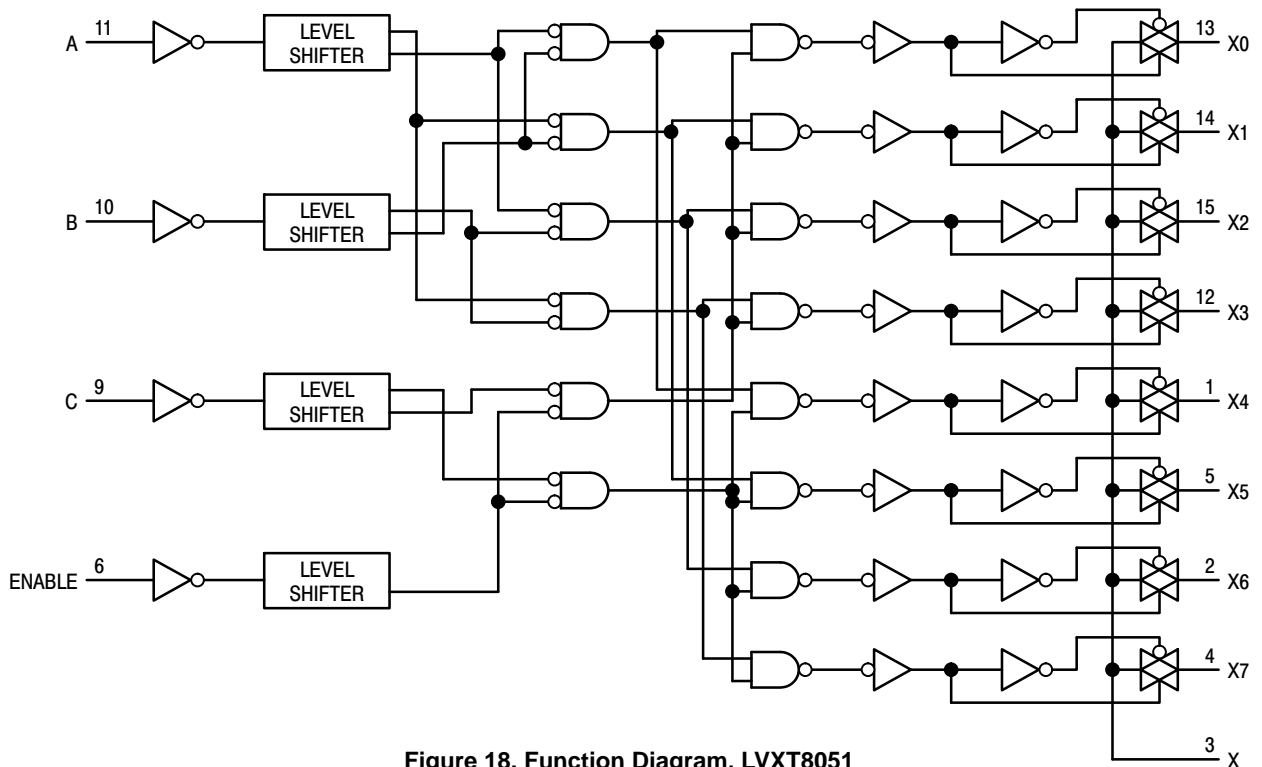 A 11 LEVEL SHIFTER 13 X0
14 X1
B 10 LEVEL SHIFTER 15 X2
12 X3
C 9 LEVEL SHIFTER 1 X4
5 X5
ENABLE 6 LEVEL SHIFTER 2 X6
4 X7
3 X
Figure 18. Function Diagram, LVXT8051